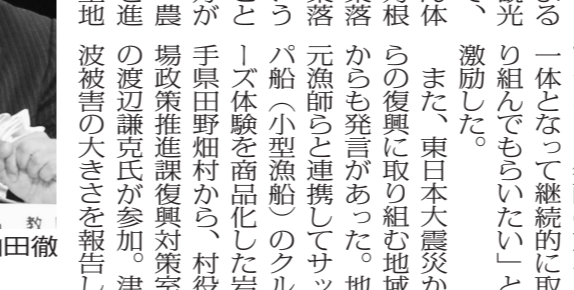 る
観光
、
体
根
落
落
う
と
が
農
を進
地
一体となって継続的に取
り組んでもらいたい」と
激励した。
また、東日本大震災か
らの復興に取り組む地域
からも発言があった。地
元漁師らと連携してサッ
パ船（小型漁船）のクル
ーズ体験を商品化した岩
手県田野畑村から、村役
場政策推進課復興対策室
の渡辺謙克氏が参加。津
波被害の大きさを報告し
教
田徹